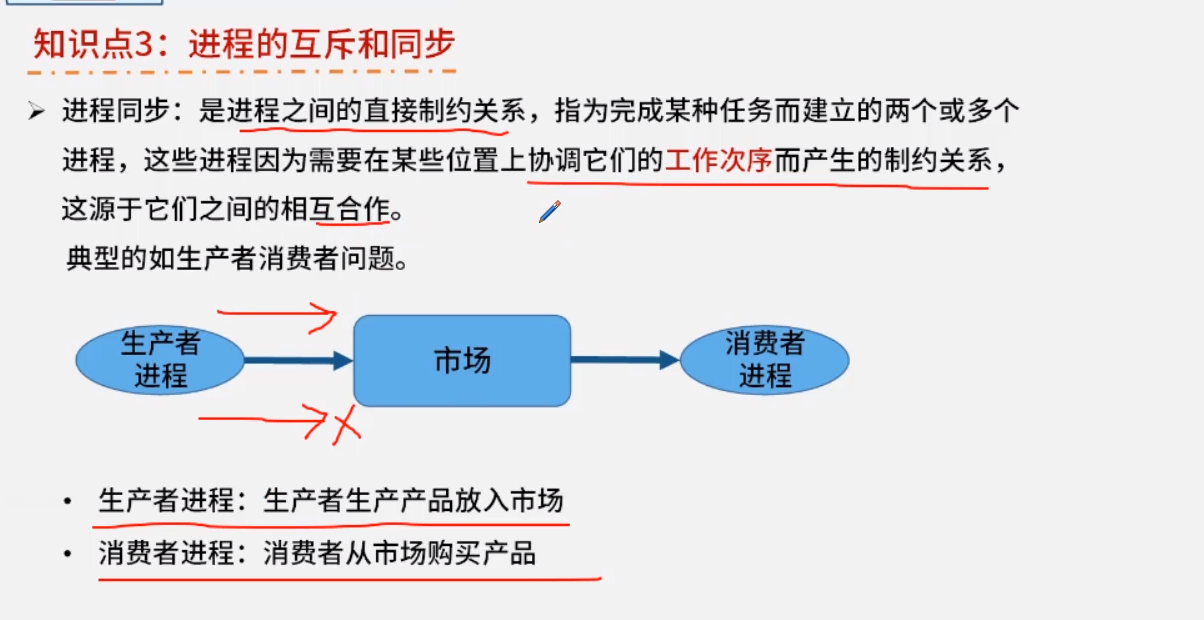 知识点3：进程的互斥和同步
➢ 进程同步：是进程之间的直接制约关系，指为完成某种任务而建立的两个或多个
进程，这些进程因为需要在某些位置上协调它们的工作次序而产生的制约关系，
这源于它们之间的相互合作。
典型的如生产者消费者问题。
生产者
进程
市场
消费者
进程
• 生产者进程：生产者生产产品放入市场
• 消费者进程：消费者从市场购买产品